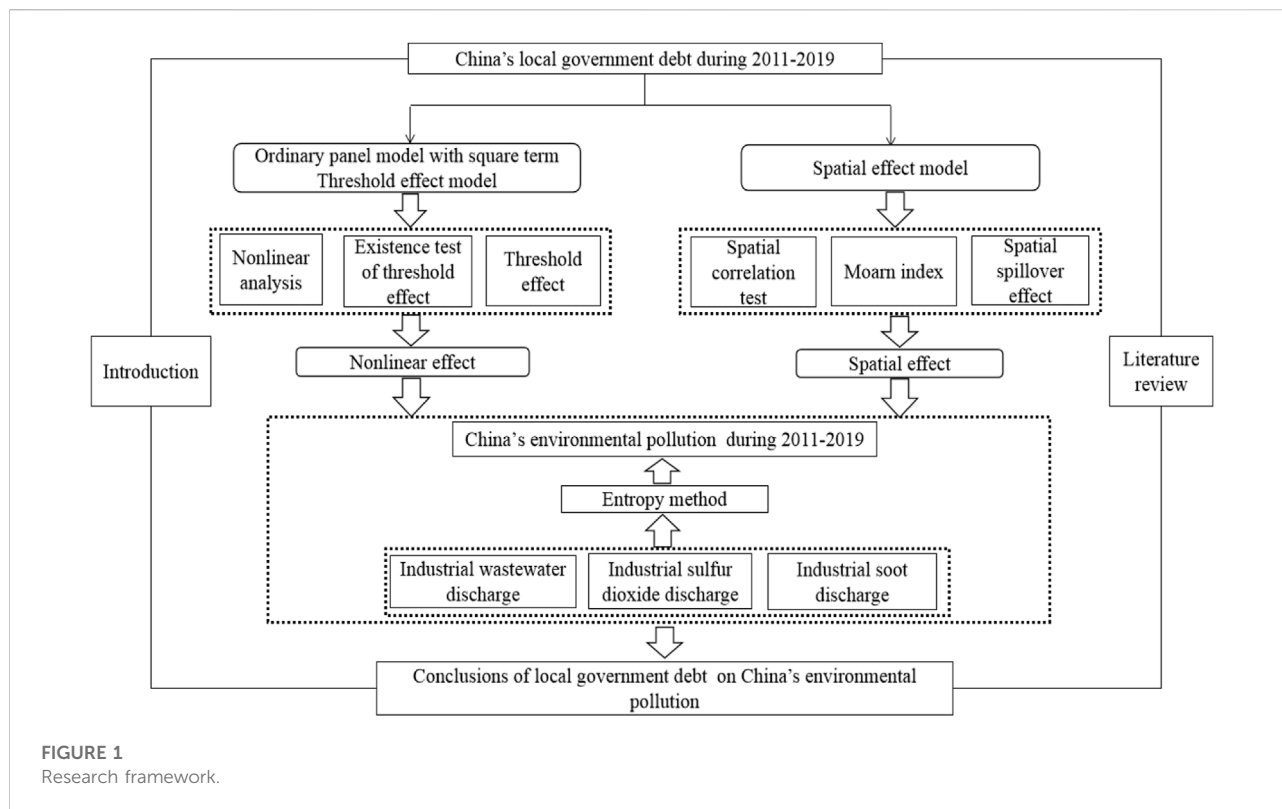 China's local government debt during 2011-2019
Ordinary panel model with square term
Threshold effect model
Spatial effect model
Nonlinear
analysis
Existence test
of threshold
effect
Threshold
effect
Spatial
correlation
test
Moarn index
Spatial
spillover
effect
Introduction
Nonlinear effect
Spatial effect
Literature
review
China's environmental pollution during 2011-2019
Entropy method
Industrial wastewater
discharge
Industrial sulfur
dioxide discharge
Industrial soot
discharge
Conclusions of local government debt on China's environmental
pollution
FIGURE 1
Research framework.